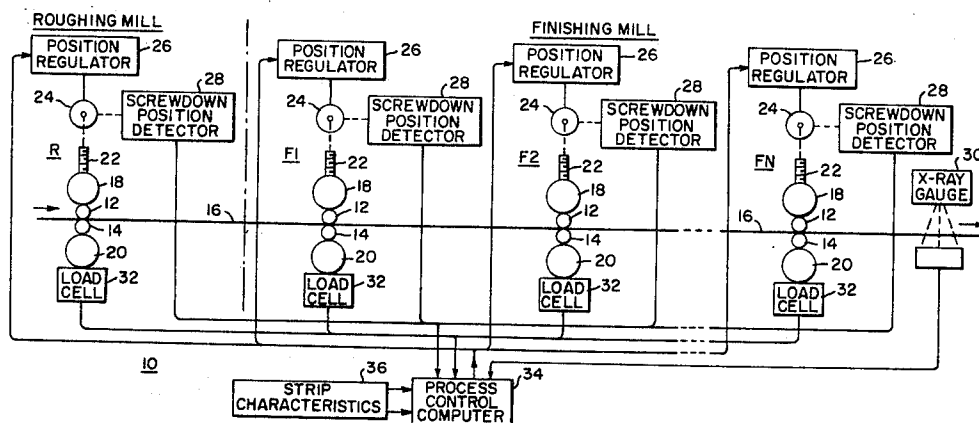 ROUGHING MILL
FINISHING MILL
POSITION
REGULATOR
26
POSITION
REGULATOR
26
POSITION
REGULATOR
26
POSITION
REGULATOR
26
24
28
SCREWDOWN
POSITION
DETECTOR
24
28
SCREWDOWN
POSITION
DETECTOR
24
28
SCREWDOWN
POSITION
DETECTOR
24
28
SCREWDOWN
POSITION
DETECTOR
R
22
18
12
14
20
LOAD
CELL
32
16
F1
22
18
12
14
20
LOAD
CELL
32
F2
22
18
12
14
20
LOAD
CELL
32
16
FN
22
18
12
14
20
LOAD
CELL
32
30
X-RAY
GAUGE
10
36
STRIP
CHARACTERISTICS
34
PROCESS
CONTROL
COMPUTER